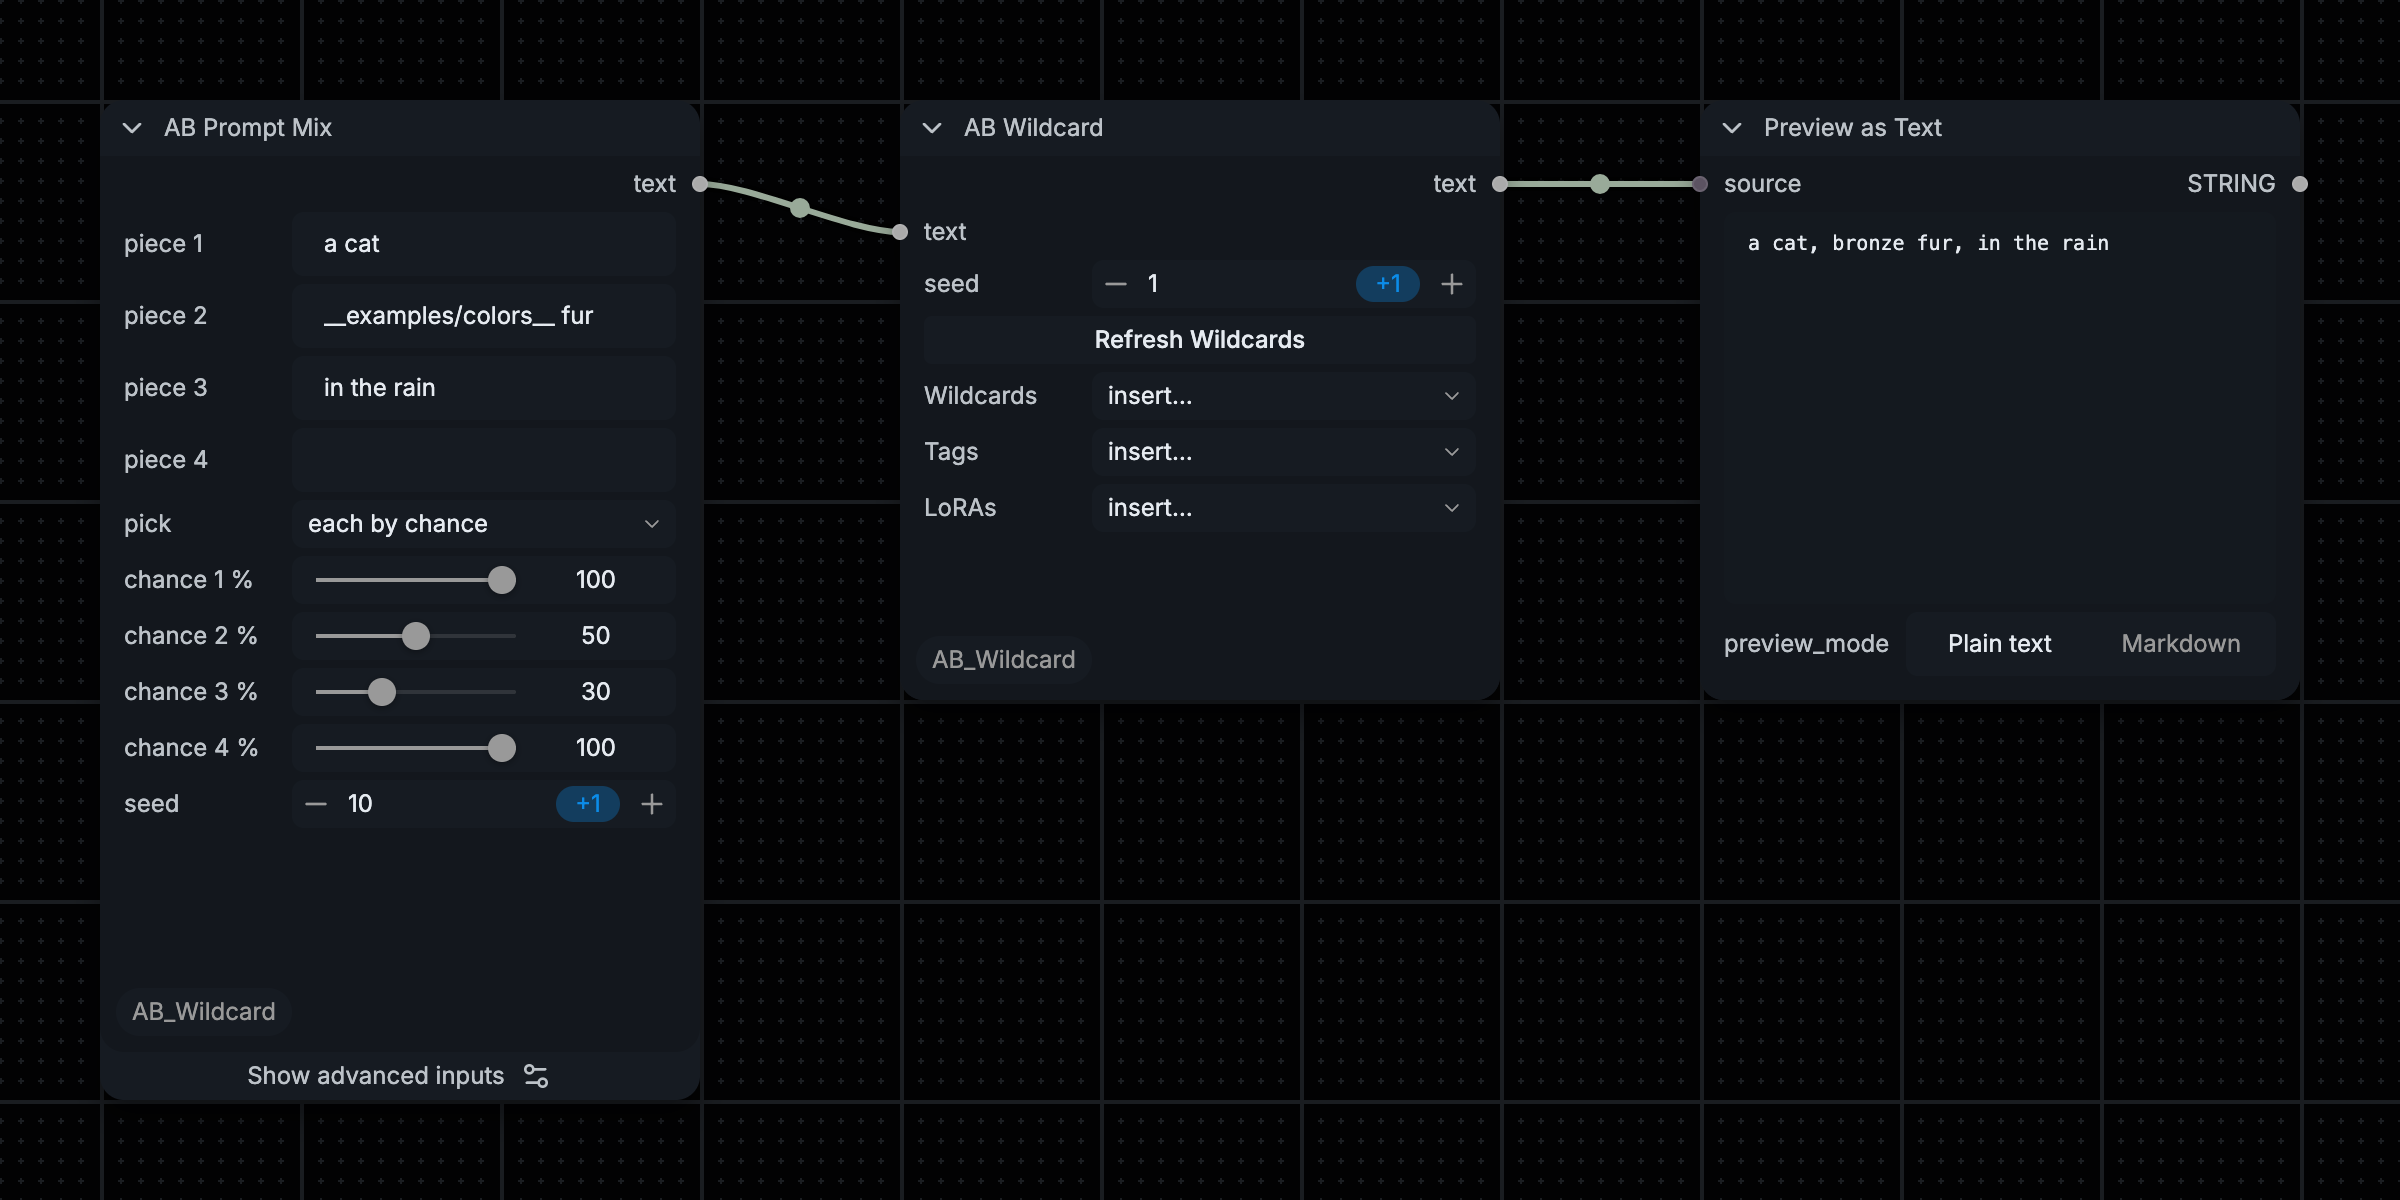 AB Prompt Mix
text
piece 1 a cat
piece 2 __examples/colors__ fur
piece 3 in the rain
piece 4
pick each by chance
chance 1 % 100
chance 2 % 50
chance 3 % 30
chance 4 % 100
seed 10 +1
AB_Wildcard
Show advanced inputs
AB Wildcard
text
text
seed 1 +1
Refresh Wildcards
Wildcards insert...
Tags insert...
LoRAs insert...
AB_Wildcard
Preview as Text
source STRING
a cat, bronze fur, in the rain
preview_mode Plain text Markdown